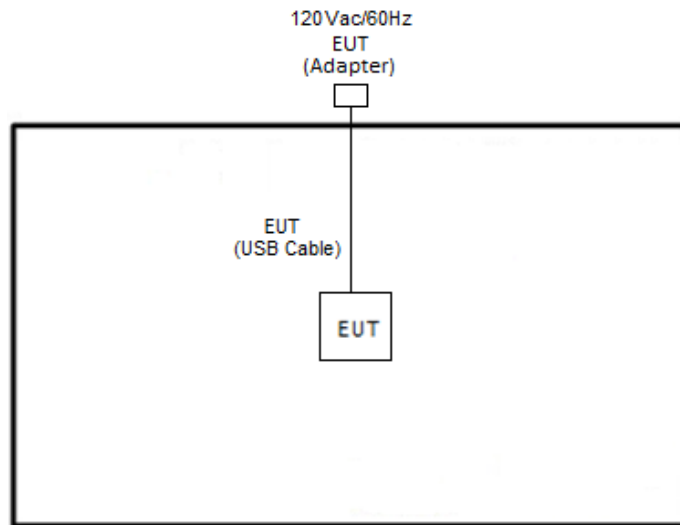 120Vac/60Hz
EUT
(Adapter)
EUT
(USB Cable)
EUT